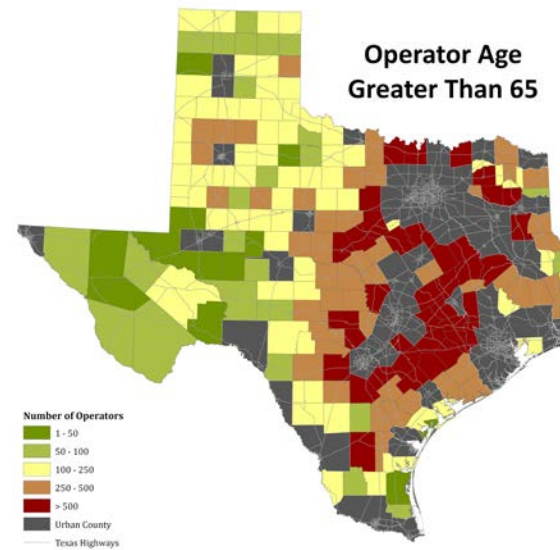 Operator Age
Greater Than 65
Number of Operators
1 - 50
50 - 100
100 - 250
250 - 500
> 500
Urban County
Texas Highways